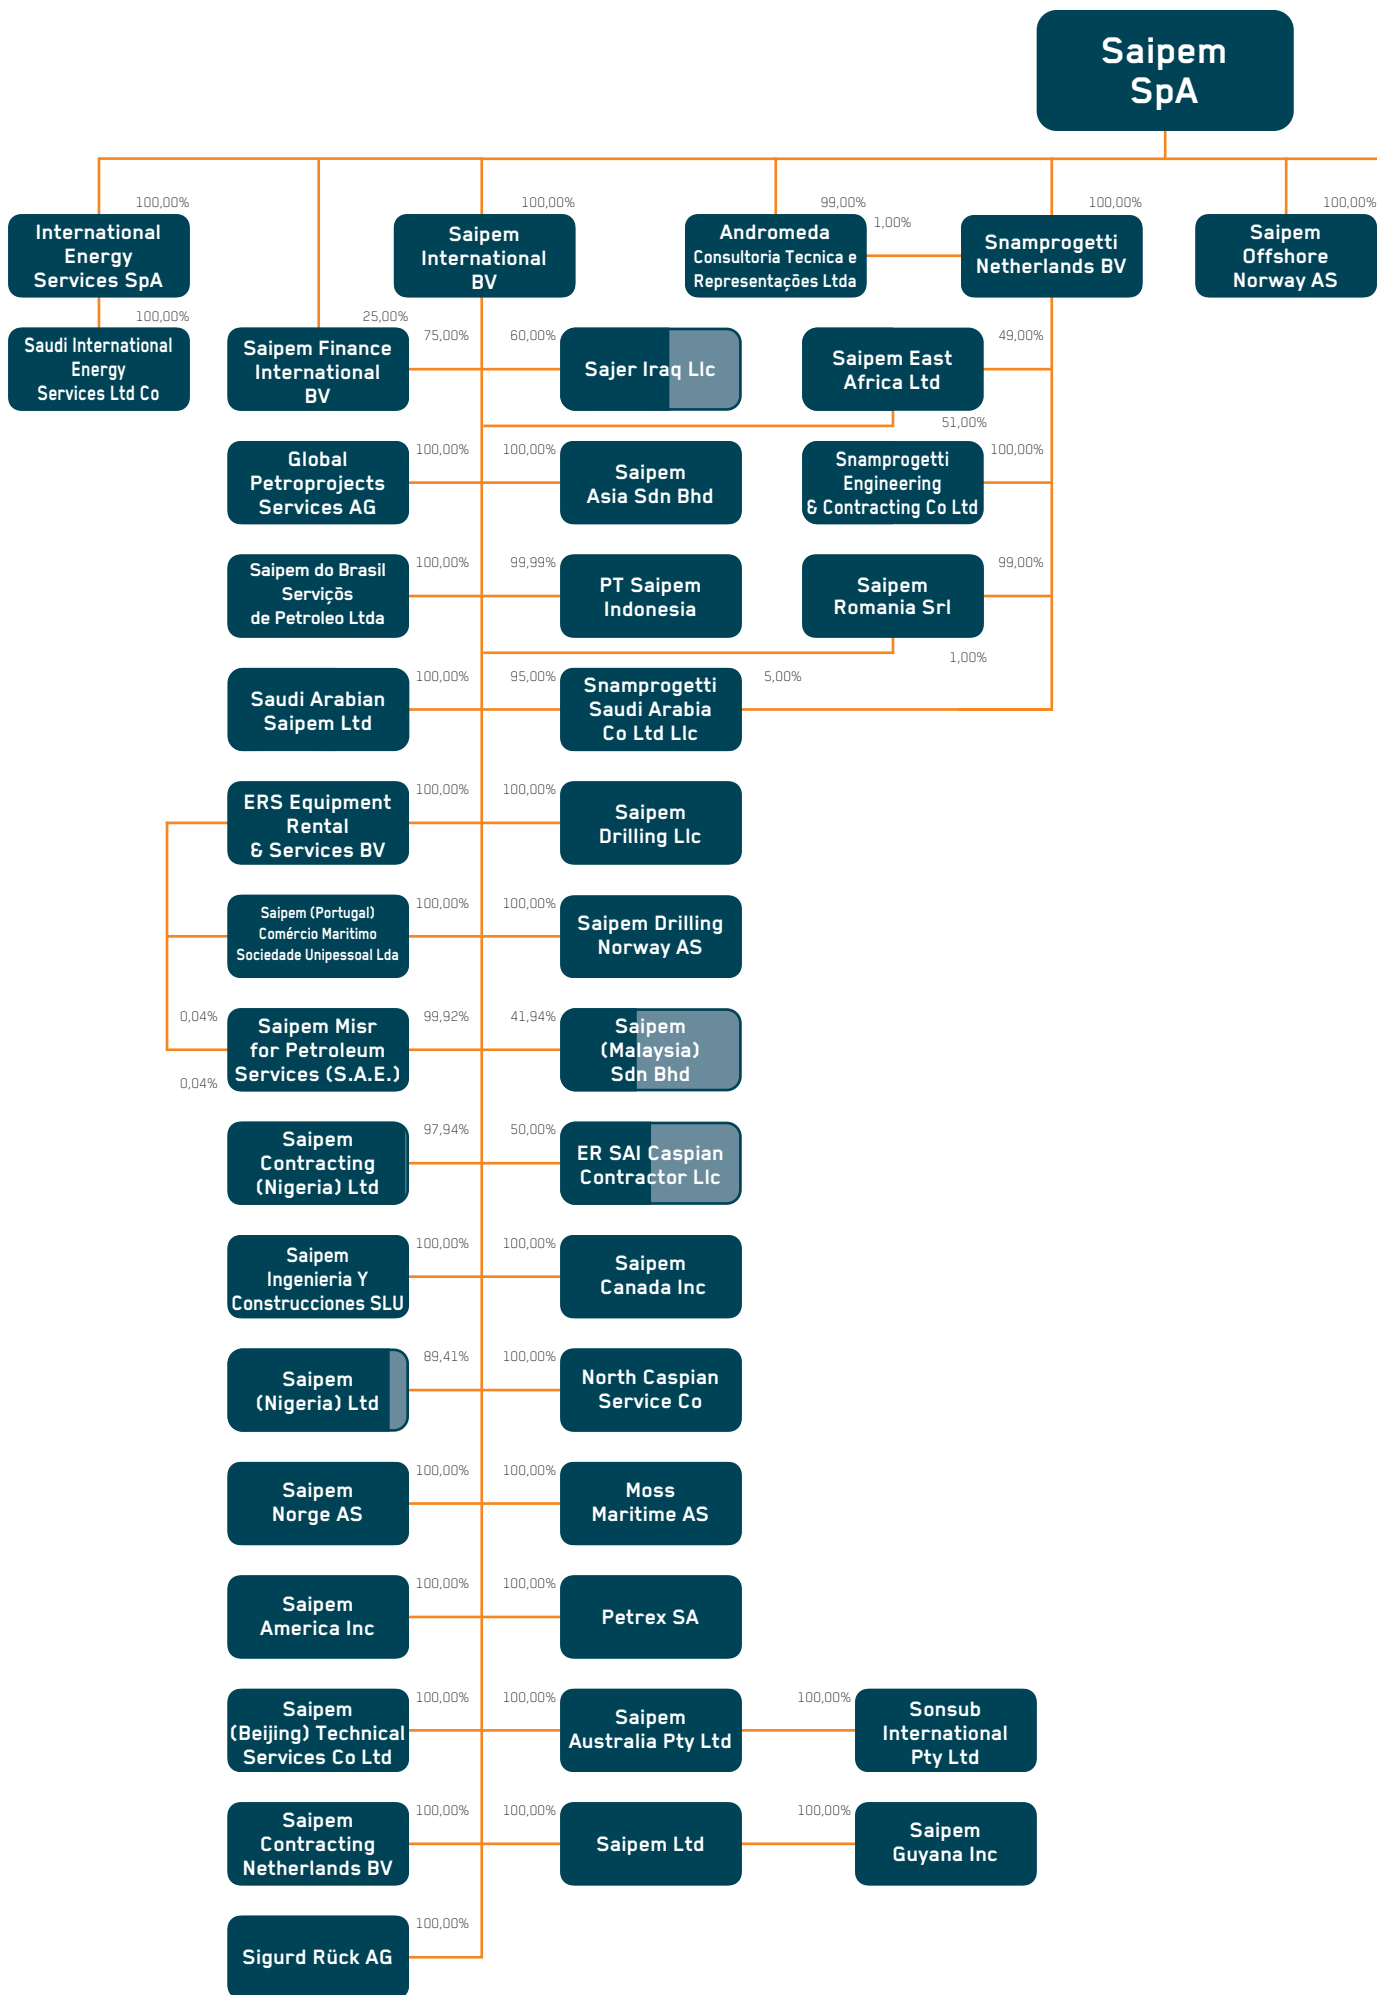 Saipem
SpA
100,00%
100,00%
99,00%
1,00%
100,00%
100,00%
International
Energy
Services SpA
Saipem
International
BV
Andromeda
Consultoria Tecnica e
Representações Ltda
Snamprogetti
Netherlands BV
Saipem
Offshore
Norway AS
100,00%
25,00%
75,00%
60,00%
49,00%
Saudi International
Energy
Services Ltd Co
Saipem Finance
International
BV
Sajer Iraq Llc
Saipem East
Africa Ltd
51,00%
100,00%
100,00%
100,00%
Global
Petroprojects
Services AG
Saipem
Asia Sdn Bhd
Snamprogetti
Engineering
& Contracting Co Ltd
100,00%
99,99%
99,00%
Saipem do Brasil
Serviçõs
de Petroleo Ltda
PT Saipem
Indonesia
Saipem
Romania Srl
1,00%
100,00%
95,00%
5,00%
Saudi Arabian
Saipem Ltd
Snamprogetti
Saudi Arabia
Co Ltd Llc
100,00%
100,00%
ERS Equipment
Rental
& Services BV
Saipem
Drilling Llc
100,00%
100,00%
Saipem (Portugal)
Comércio Maritimo
Sociedade Unipessoal Lda
Saipem Drilling
Norway AS
0,04%
99,92%
41,94%
Saipem Misr
for Petroleum
Services (S.A.E.)
Saipem
(Malaysia)
Sdn Bhd
0,04%
97,94%
50,00%
Saipem
Contracting
(Nigeria) Ltd
ER SAI Caspian
Contractor Llc
100,00%
100,00%
Saipem
Ingenieria Y
Construcciones SLU
Saipem
Canada Inc
89,41%
100,00%
Saipem
(Nigeria) Ltd
North Caspian
Service Co
100,00%
100,00%
Saipem
Norge AS
Moss
Maritime AS
100,00%
100,00%
Saipem
America Inc
Petrex SA
100,00%
100,00%
100,00%
Saipem
(Beijing) Technical
Services Co Ltd
Saipem
Australia Pty Ltd
Sonsub
International
Pty Ltd
100,00%
100,00%
100,00%
Saipem
Contracting
Netherlands BV
Saipem Ltd
Saipem
Guyana Inc
100,00%
Sigurd Rück AG